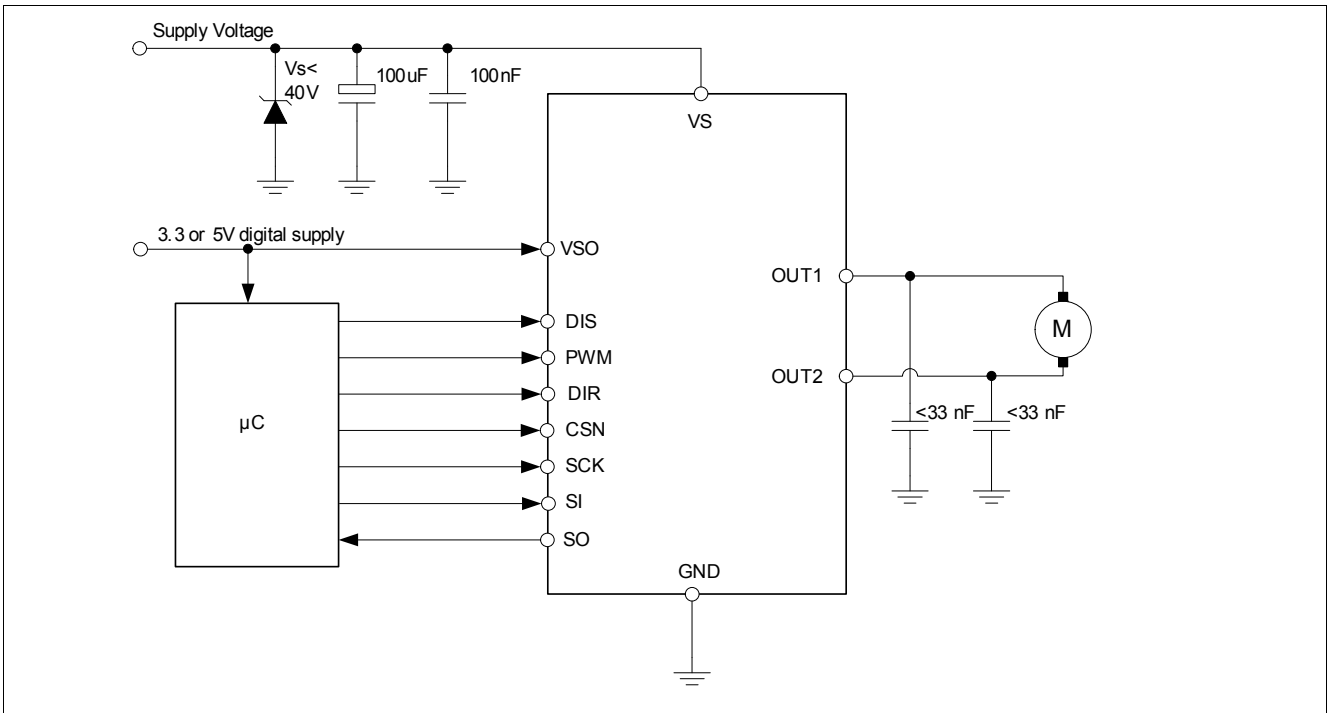 Supply Voltage
Vs<
40V
100uF
100nF
VS
3.3 or 5V digital supply
VSO
OUT1
M
DIS
PWM
OUT2
DIR
<33 nF
<33 nF
µC
CSN
SCK
SI
SO
GND